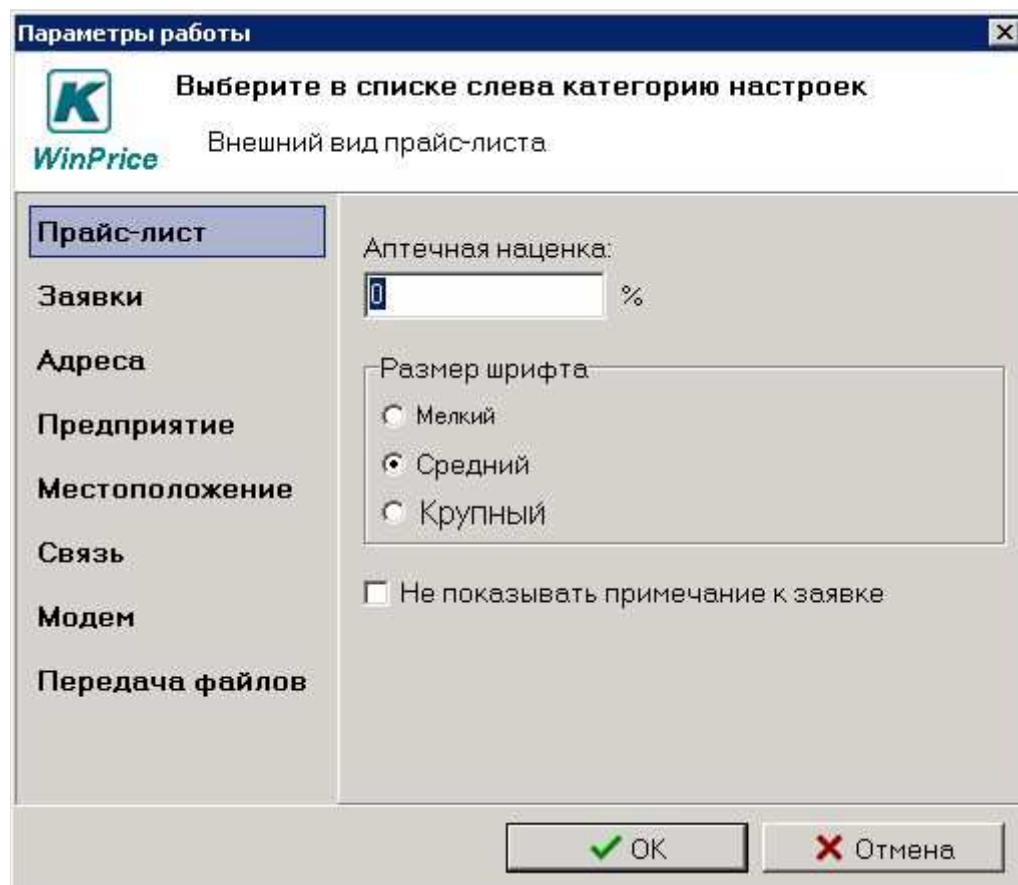 Параметры работы
K
WinPrice
Выберите в списке слева категорию настроек
Внешний вид прайс-листа
Прайс-лист
Заявки
Адреса
Предприятие
Местоположение
Связь
Модем
Передача файлов
Аптечная наценка:
0 %
Размер шрифта
Мелкий
Средний
Крупный
Не показывать примечание к заявке
OK
Отмена